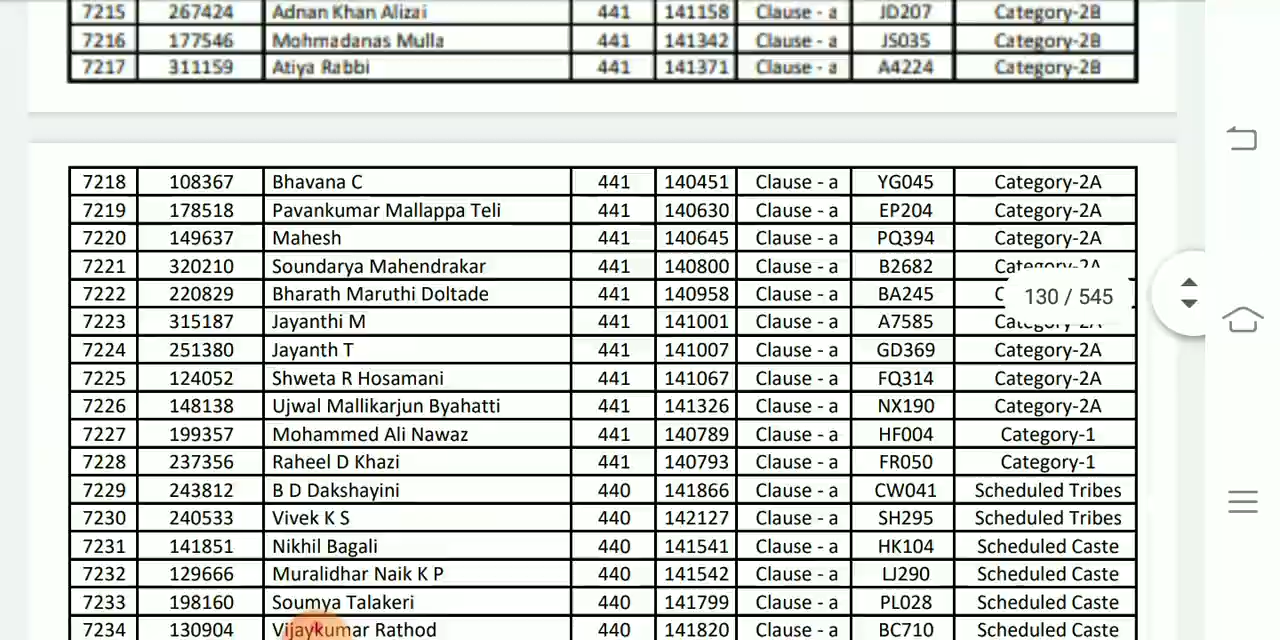 7215 267424 Adnan Khan Alizai 441 141158 Clause - a JD207 Category-2B
7216 177546 Mohmadanas Mulla 441 141342 Clause - a JS035 Category-2B
7217 311159 Atiya Rabbi 441 141371 Clause - a A4224 Category-2B
7218 108367 Bhavana C 441 140451 Clause - a YG045 Category-2A
7219 178518 Pavankumar Mallappa Teli 441 140630 Clause - a EP204 Category-2A
7220 149637 Mahesh 441 140645 Clause - a PQ394 Category-2A
7221 320210 Soundarya Mahendrakar 441 140800 Clause - a B2682 Category-2A
7222 220829 Bharath Maruthi Doltade 441 140958 Clause - a BA245
130 / 545
7223 315187 Jayanthi M 441 141001 Clause - a A7585 Category-2A
7224 251380 Jayanth T 441 141007 Clause - a GD369 Category-2A
7225 124052 Shweta R Hosamani 441 141067 Clause - a FQ314 Category-2A
7226 148138 Ujwal Mallikarjun Byahatti 441 141326 Clause - a NX190 Category-2A
7227 199357 Mohammed Ali Nawaz 441 140789 Clause - a HF004 Category-1
7228 237356 Raheel D Khazi 441 140793 Clause - a FR050 Category-1
7229 243812 B D Dakshayini 440 141866 Clause - a CW041 Scheduled Tribes
7230 240533 Vivek K S 440 142127 Clause - a SH295 Scheduled Tribes
7231 141851 Nikhil Bagali 440 141541 Clause - a HK104 Scheduled Caste
7232 129666 Muralidhar Naik K P 440 141542 Clause - a LJ290 Scheduled Caste
7233 198160 Soumya Talakeri 440 141799 Clause - a PL028 Scheduled Caste
7234 130904 Vijaykumar Rathod 440 141820 Clause - a BC710 Scheduled Caste